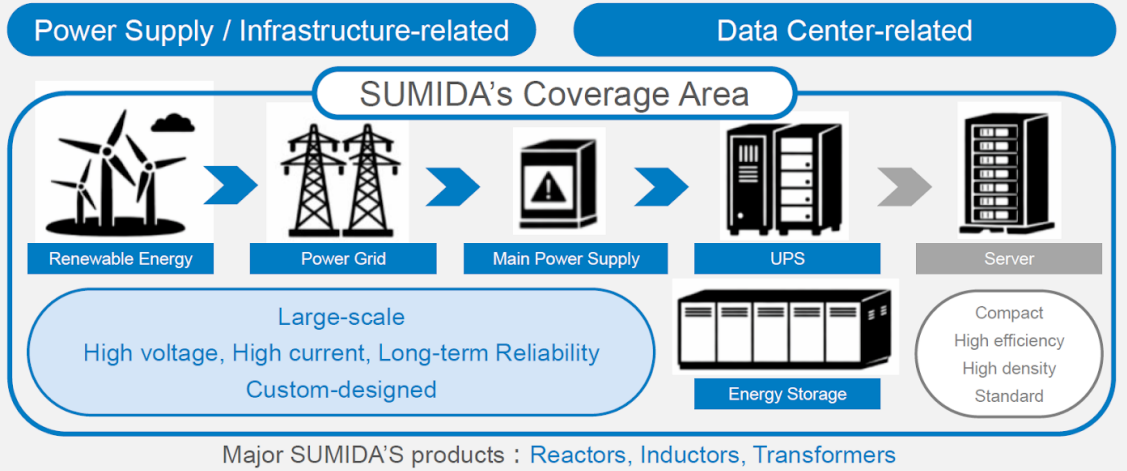 Power Supply / Infrastructure-related
Data Center-related
SUMIDA's Coverage Area
Renewable Energy
Power Grid
Main Power Supply
UPS
Server
Large-scale
High voltage, High current, Long-term Reliability
Custom-designed
Energy Storage
Compact
High efficiency
High density
Standard
Major SUMIDA'S products : Reactors, Inductors, Transformers